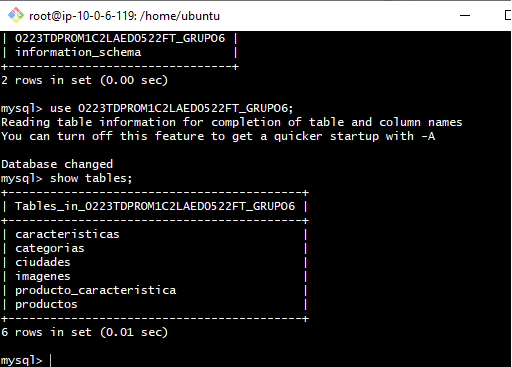 root@ip-10-0-6-119: /home/ubuntu
| 0223TDPROM1C2LAED0522FT_GRUPO6 |
| information_schema             |
+--------------------------------+
2 rows in set (0.00 sec)
mysql> use 0223TDPROM1C2LAED0522FT_GRUPO6;
Reading table information for completion of table and column names
You can turn off this feature to get a quicker startup with -A
Database changed
mysql> show tables;
+------------------------------------------+
| Tables_in_0223TDPROM1C2LAED0522FT_GRUPO6 |
+------------------------------------------+
| caracteristicas                          |
| categorias                               |
| ciudades                                 |
| imagenes                                 |
| producto_caracteristica                  |
| productos                                |
+------------------------------------------+
6 rows in set (0.01 sec)
mysql>